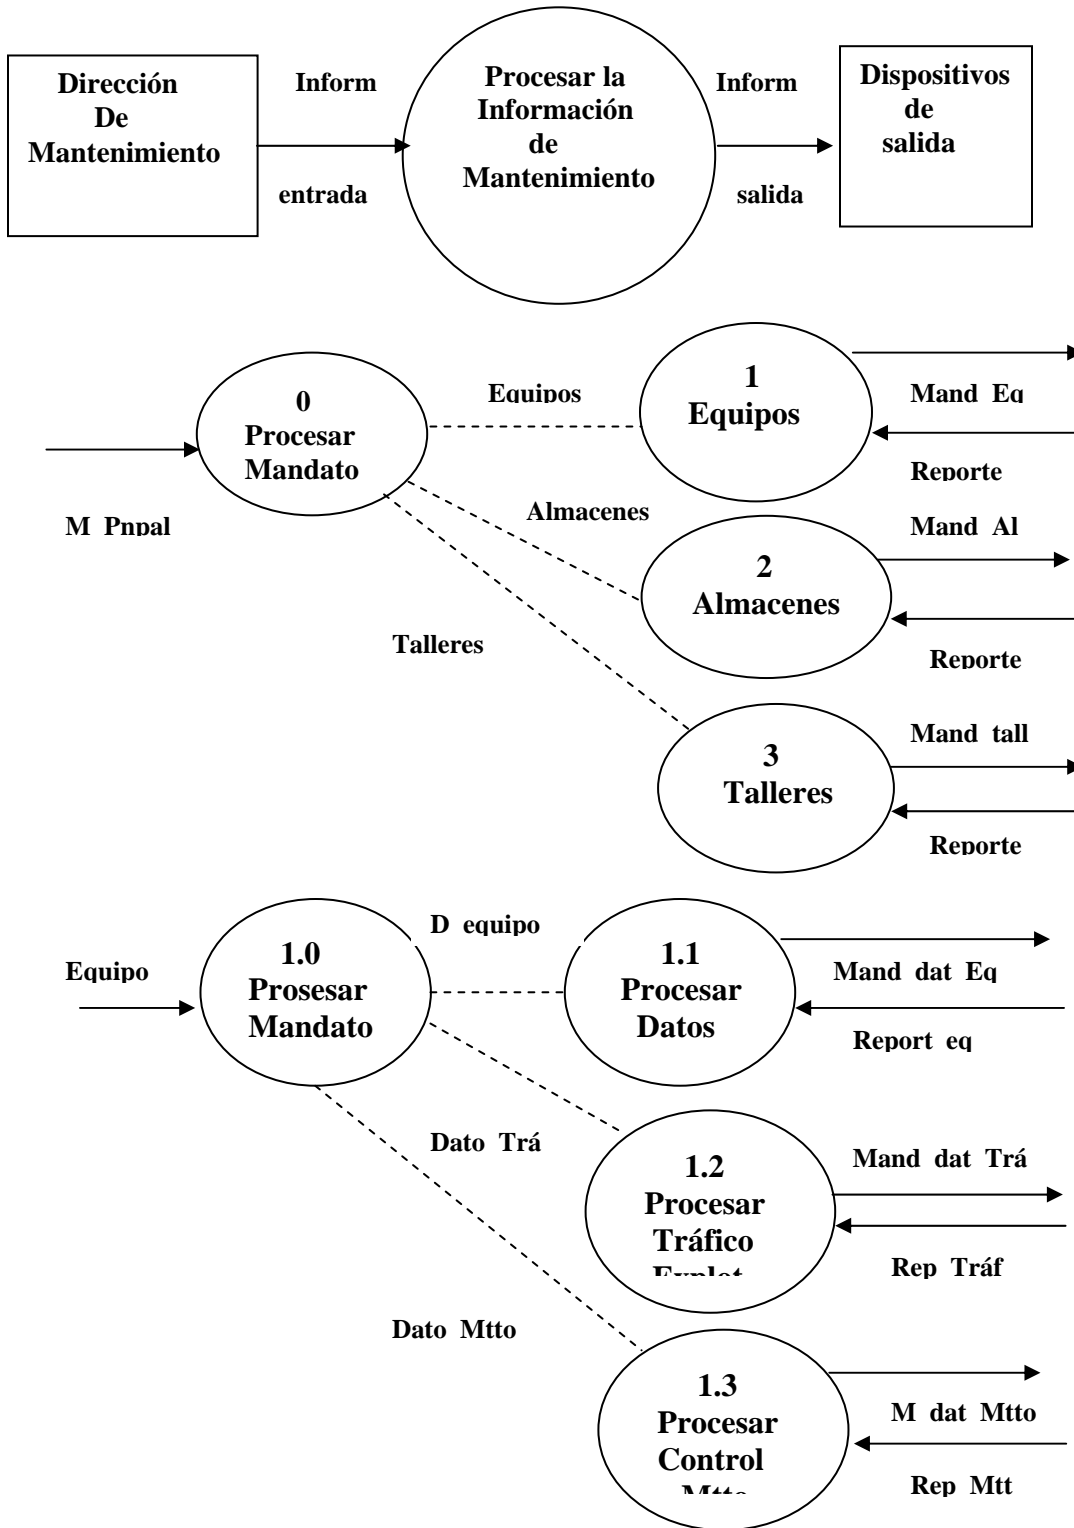 Dirección
De
Mantenimiento
Inform
entrada
Procesar la
Información
de
Mantenimiento
Inform
salida
Dispositivos
de
salida
0
Procesar
Mandato
M Pnpal
Equipos
Almacenes
Talleres
1
Equipos
Mand Eq
Reporte
2
Almacenes
Mand Al
Reporte
3
Talleres
Mand tall
Reporte
Equipo
1.0
Prosesar
Mandato
D equipo
Dato Trá
Dato Mtto
1.1
Procesar
Datos
Mand dat Eq
Report eq
1.2
Procesar
Tráfico
Explot
Mand dat Trá
Rep Tráf
1.3
Procesar
Control
Mtto
M dat Mtto
Rep Mtt